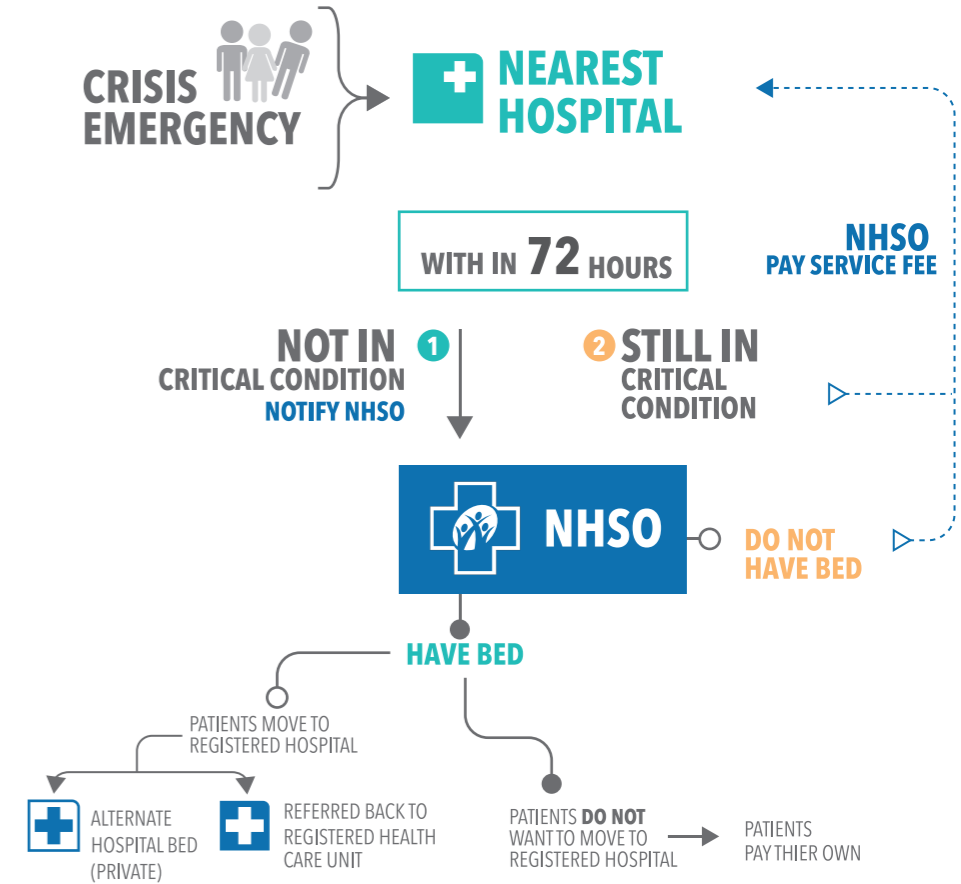 CRISIS
EMERGENCY
NEAREST
HOSPITAL
WITH IN 72 HOURS
NHSO
PAY SERVICE FEE
NOT IN
CRITICAL CONDITION
NOTIFY NHSO
1
2
STILL IN
CRITICAL
CONDITION
NHSO
DO NOT
HAVE BED
HAVE BED
PATIENTS MOVE TO
REGISTERED HOSPITAL
ALTERNATE
HOSPITAL BED
(PRIVATE)
REFERRED BACK TO
REGISTERED HEALTH
CARE UNIT
PATIENTS DO NOT
WANT TO MOVE TO
REGISTERED HOSPITAL
PATIENTS
PAY THIER OWN